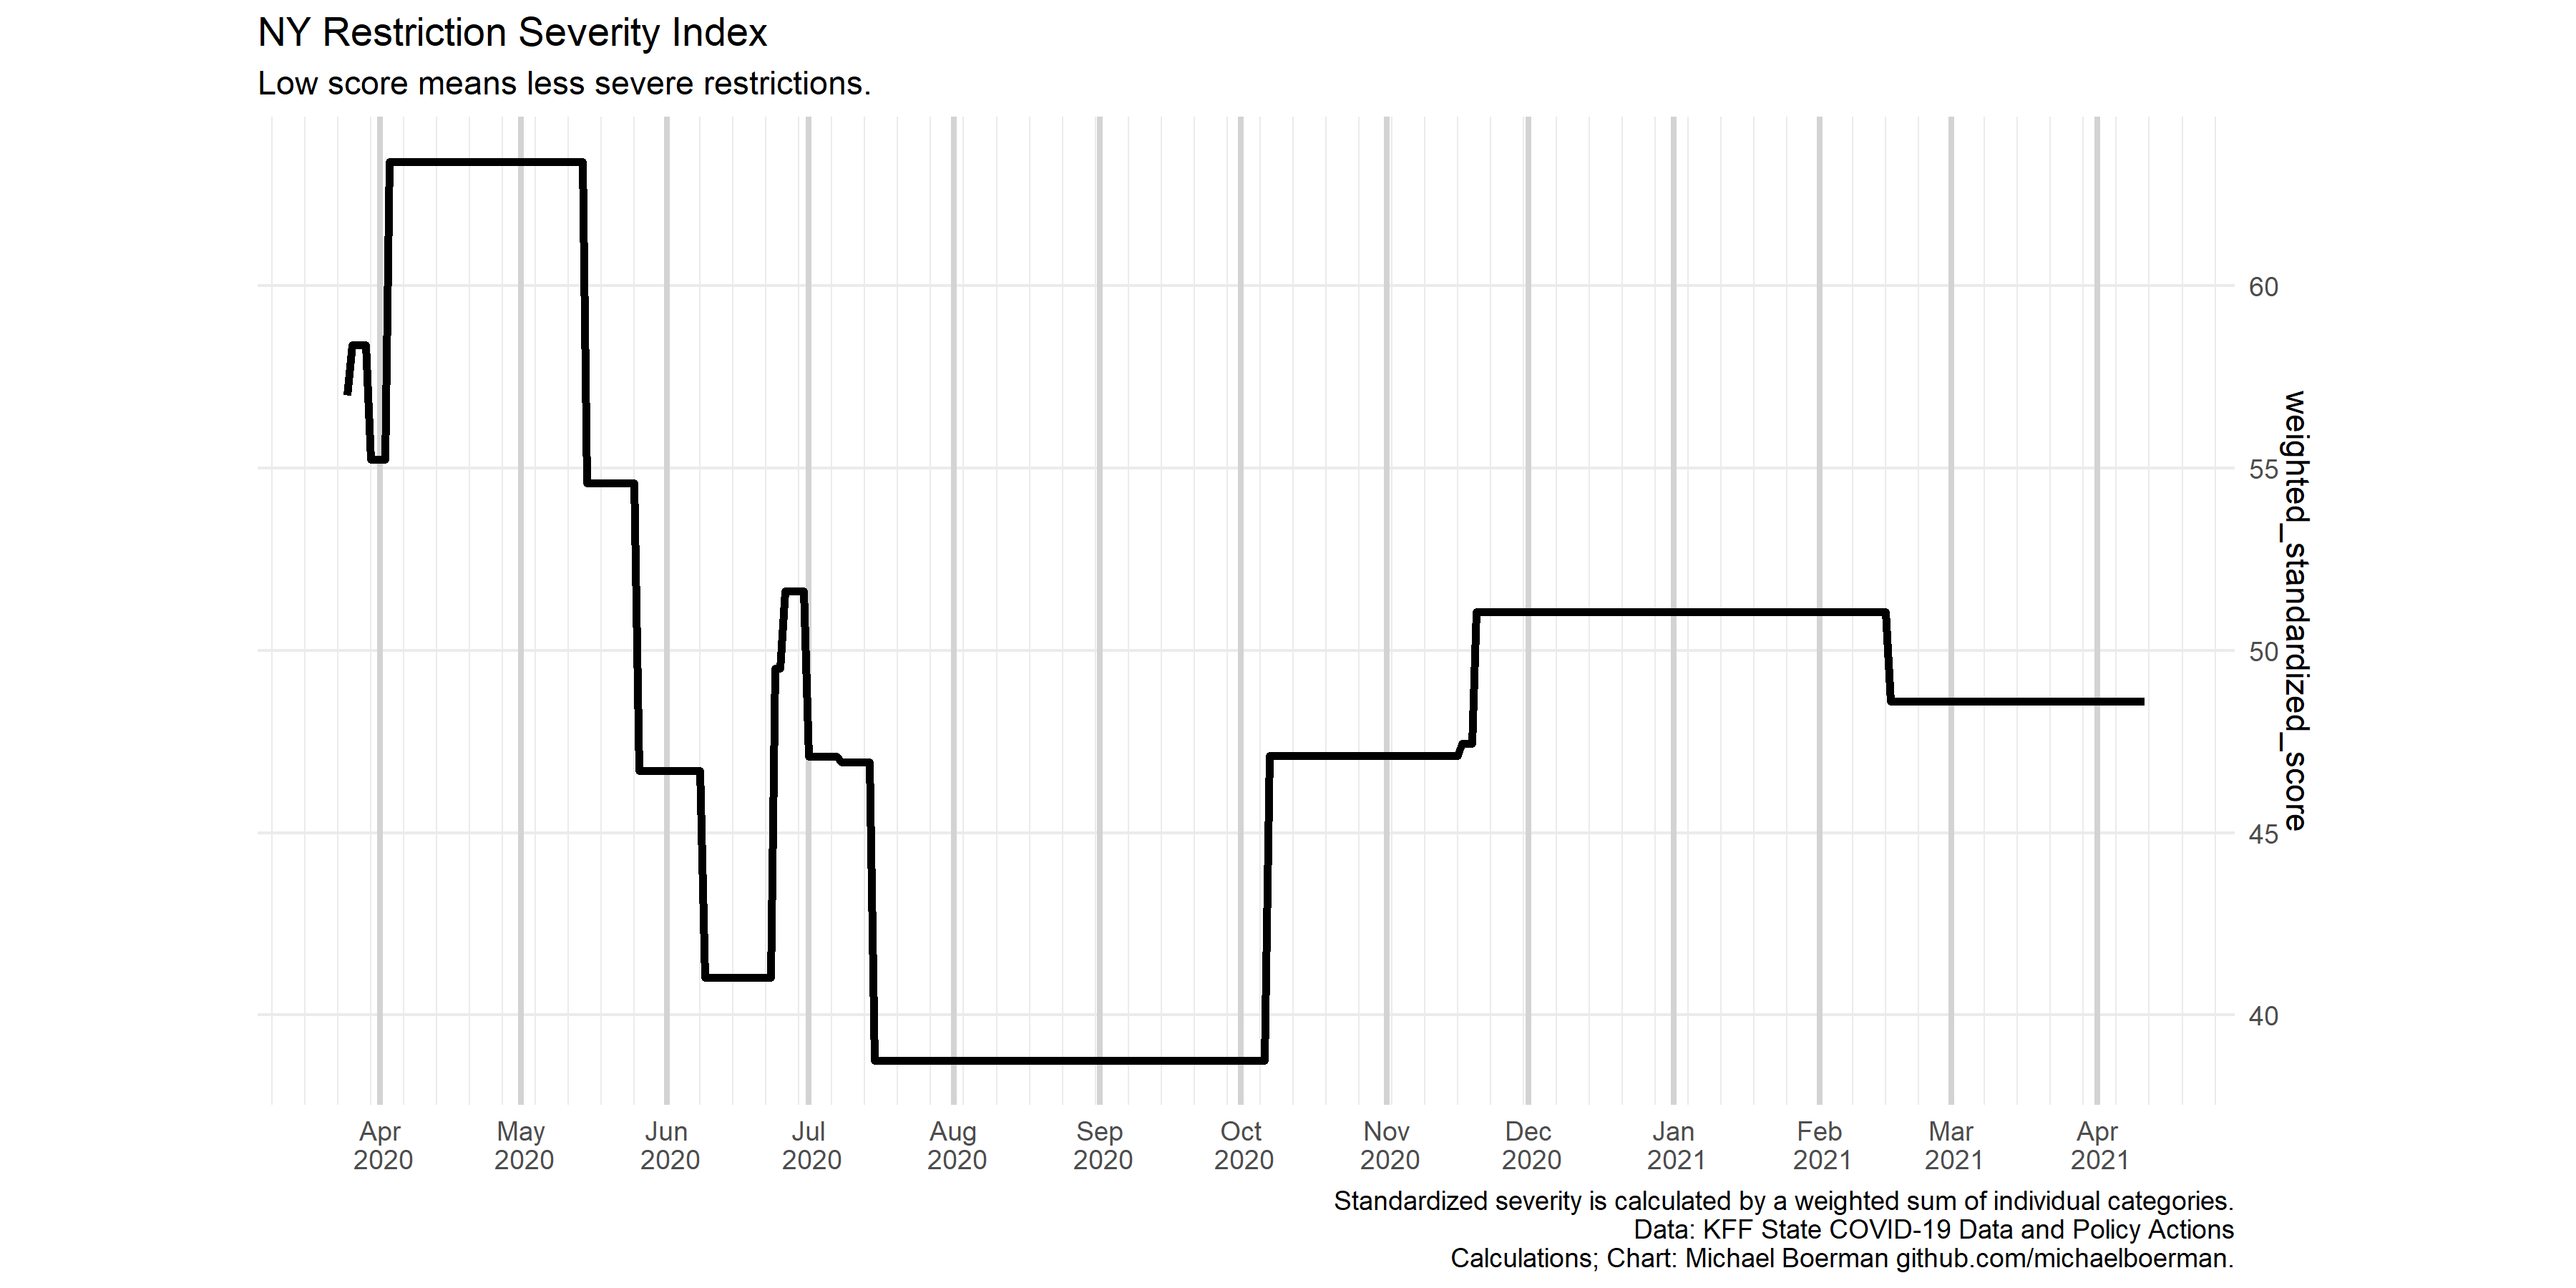 NY Restriction Severity Index
Low score means less severe restrictions.
60
55
50
45
40
weighted_standardized_score
Apr 2020
May 2020
Jun 2020
Jul 2020
Aug 2020
Sep 2020
Oct 2020
Nov 2020
Dec 2020
Jan 2021
Feb 2021
Mar 2021
Apr 2021
Standardized severity is calculated by a weighted sum of individual categories.
Data: KFF State COVID-19 Data and Policy Actions
Calculations; Chart: Michael Boerman github.com/michaelboerman.